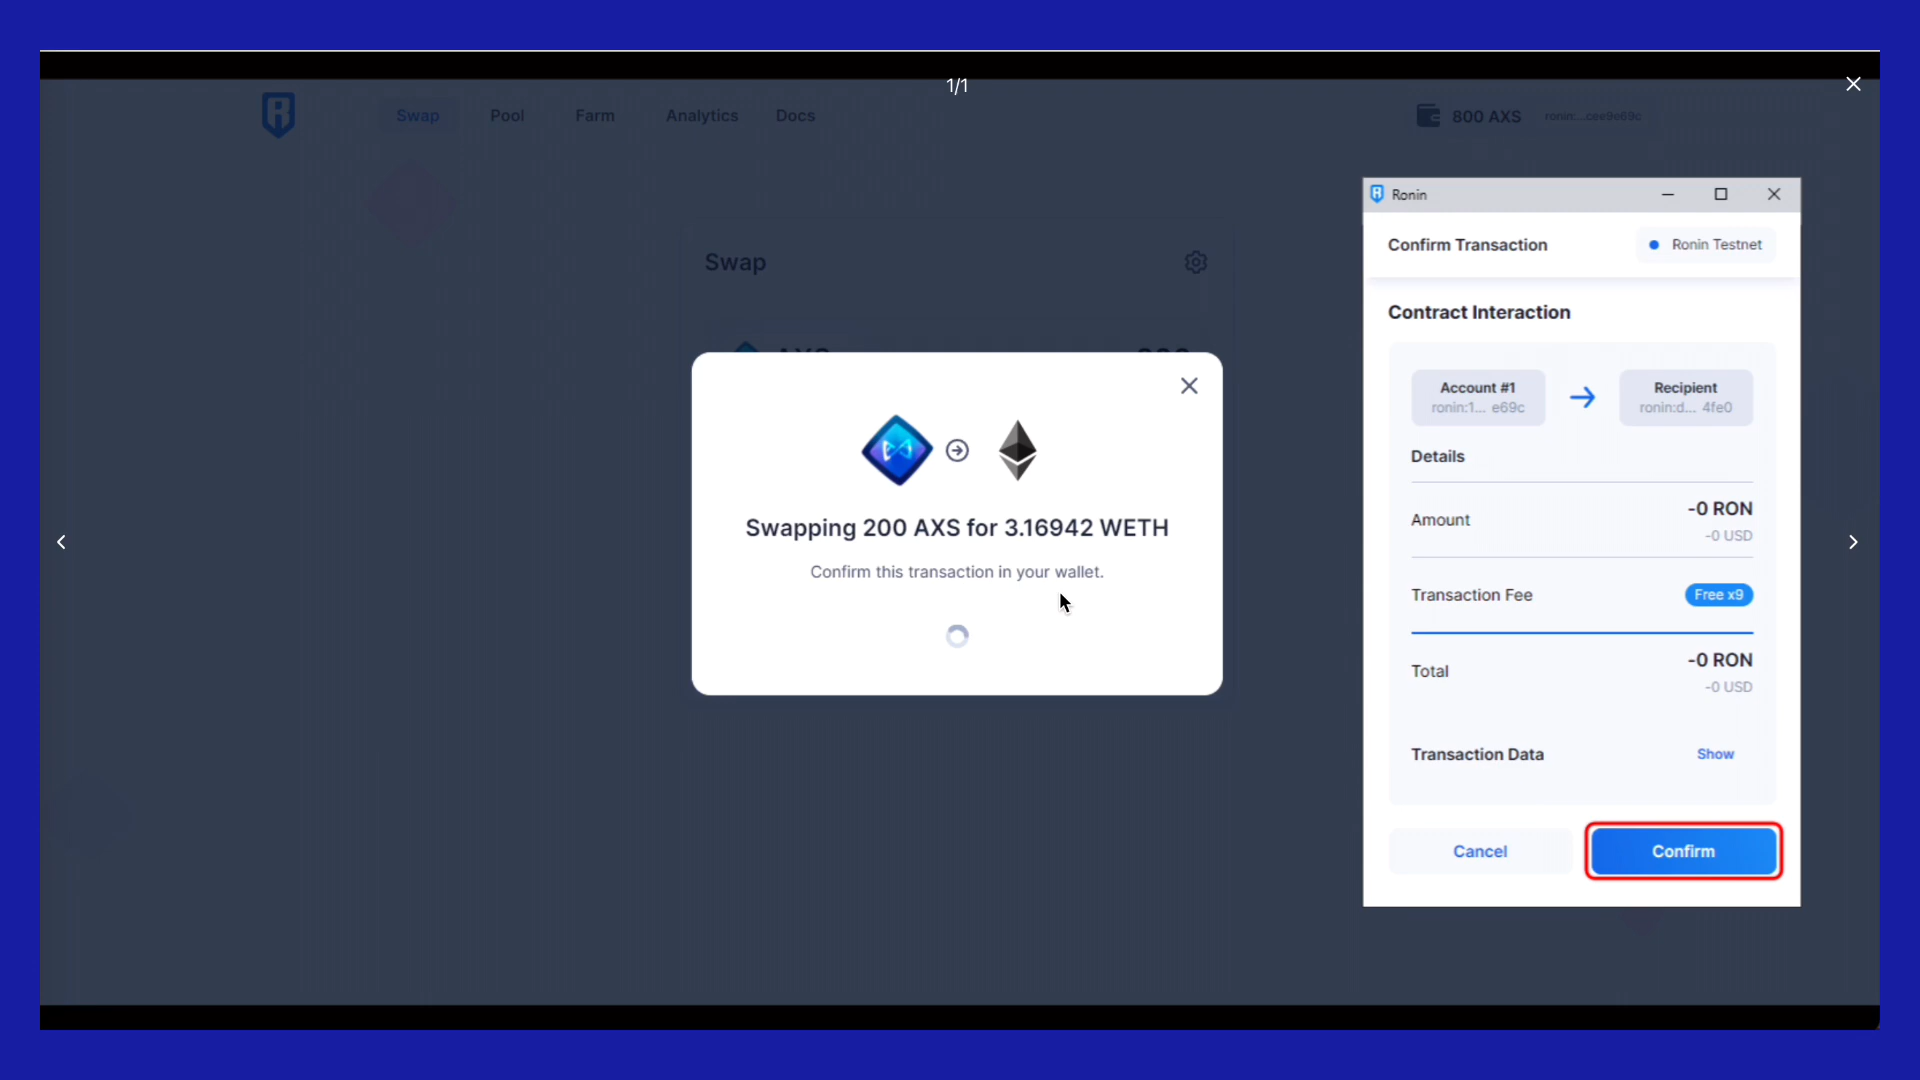 1/1
Swap
Pool
Farm
Analytics
Docs
800 AXS
ronin:...cee9e69c
Swap
Swapping 200 AXS for 3.16942 WETH
Confirm this transaction in your wallet.
Ronin
Confirm Transaction
Ronin Testnet
Contract Interaction
Account #1
ronin:1... e69c
Recipient
ronin:d... 4fe0
Details
Amount
-0 RON
-0 USD
Transaction Fee
Free x9
Total
-0 RON
-0 USD
Transaction Data
Show
Cancel
Confirm